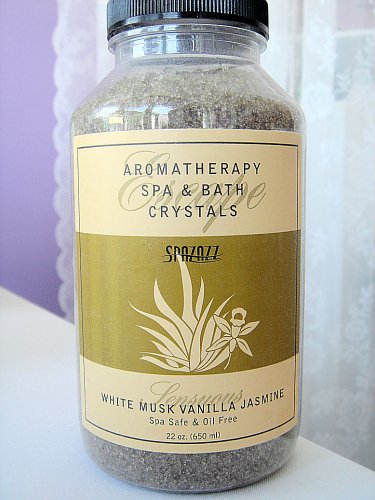 Escape
AROMATHERAPY
SPA & BATH
CRYSTALS
SPAZAZZ
Sensuous
WHITE MUSK VANILLA JASMINE
Spa Safe & Oil Free
22 oz. (650 ml)